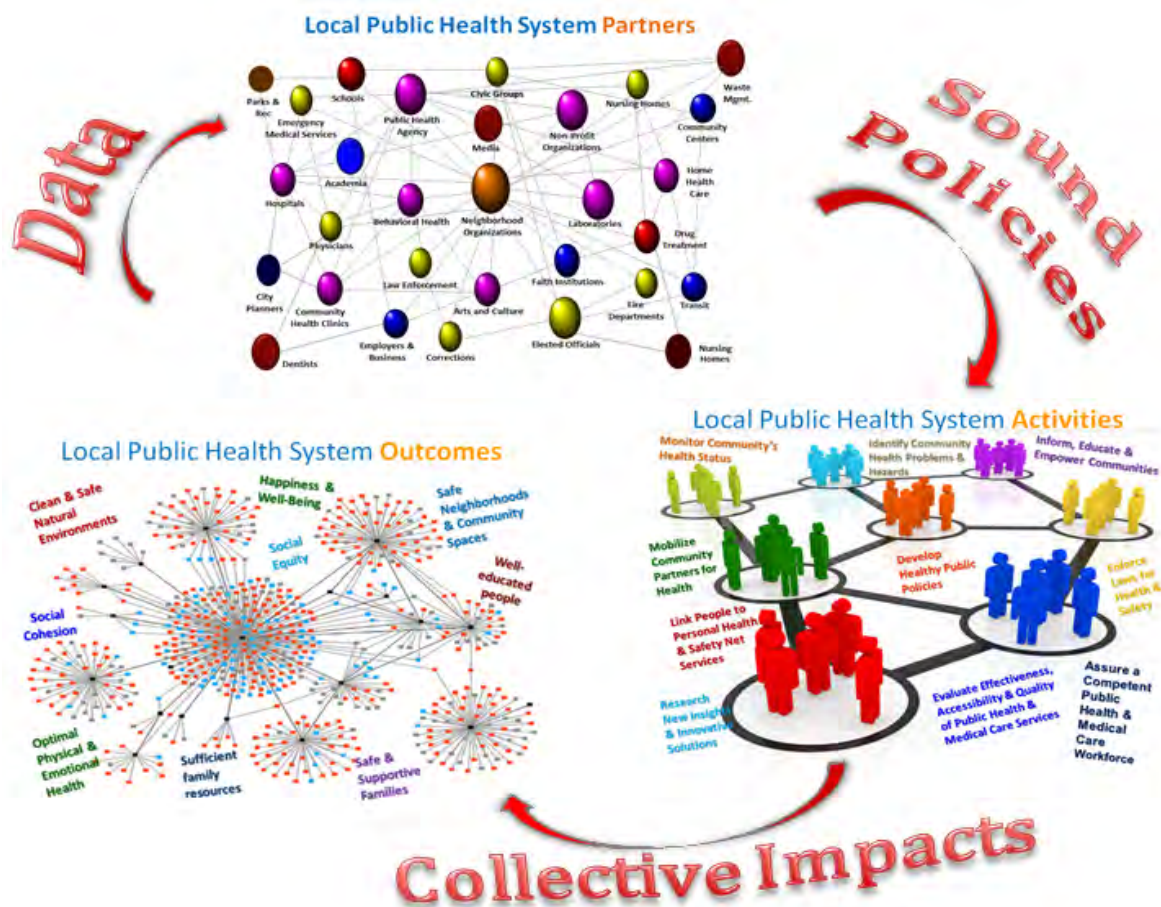 Local Public Health System Partners
Data
Sound
Policies
Parks &
Rec
Schools
Civic Groups
Waste
Mgmt.
Emergency
Medical Services
Public Health
Agency
Nursing Homes
Media
Non-Profit
Organizations
Community
Centers
Academia
Hospitals
Behavioral Health
Neighborhood
Organizations
Laboratories
Home
Health
Care
Physicians
Drug
Treatment
City
Planners
Law Enforcement
Faith Institutions
Community
Health Clinics
Arts and Culture
Fire
Departments
Transit
Dentists
Employers &
Business
Corrections
Elected Officials
Nursing
Homes
Local Public Health System Activities
Monitor Community's
Health Status
Identify Community
Health Problems &
Hazards
Inform, Educate &
Empower Communities
Mobilize
Community
Partners for
Health
Develop
Healthy Public
Policies
Enforce
Laws for
Health &
Safety
Link People to
Personal Health
& Safety Net
Services
Research
New Insights
& Innovative
Solutions
Evaluate Effectiveness,
Accessibility & Quality
of Public Health &
Medical Care Services
Assure a
Competent
Public
Health &
Medical
Care
Workforce
Local Public Health System Outcomes
Clean & Safe
Natural
Environments
Happiness &
Well-Being
Safe
Neighborhoods
& Community
Spaces
Social
Equity
Well-
educated
people
Social
Cohesion
Optimal
Physical &
Emotional
Health
Sufficient
family
resources
Safe &
Supportive
Families
Collective Impacts